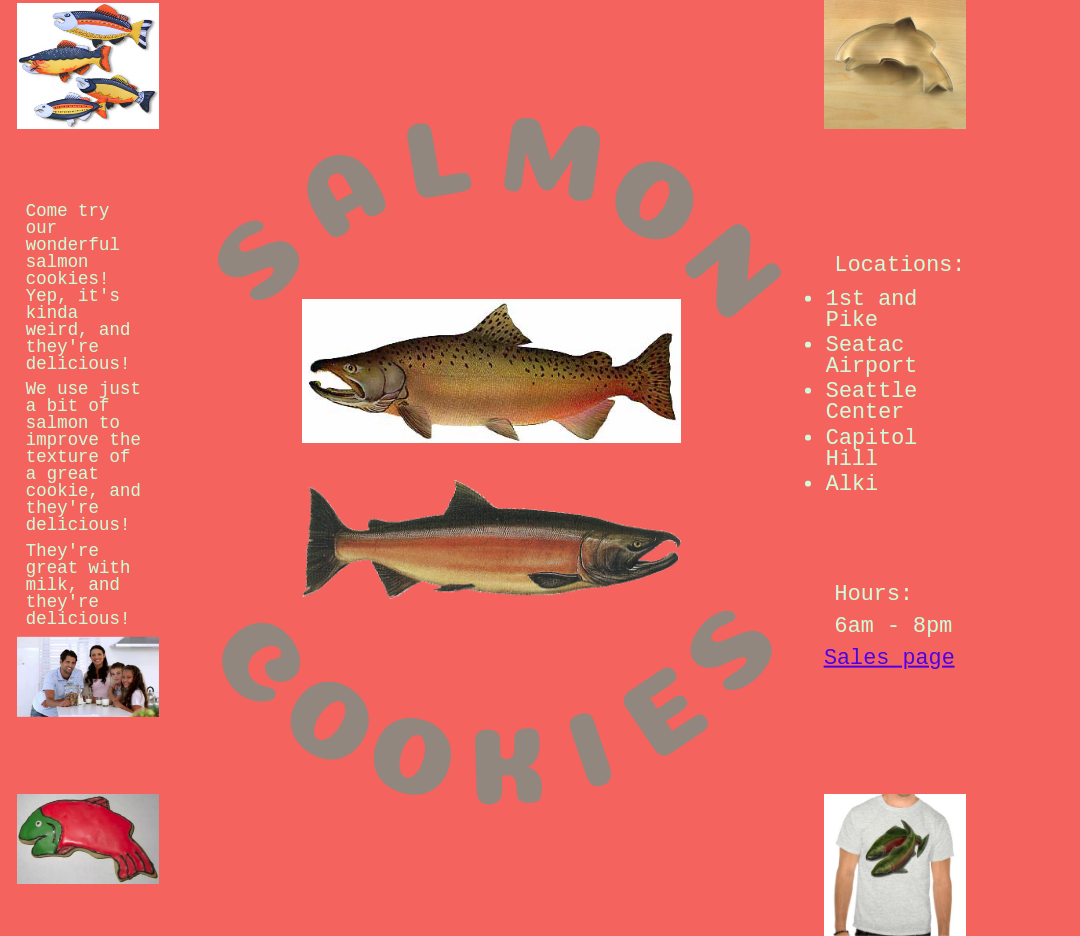 SALMON
COOKIES
Come try
our
wonderful
salmon
cookies!
Yep, it's
kinda
weird, and
they're
delicious!
We use just
a bit of
salmon to
improve the
texture of
a great
cookie, and
they're
delicious!
They're
great with
milk, and
they're
delicious!
Locations:
1st and
Pike
Seatac
Airport
Seattle
Center
Capitol
Hill
Alki
Hours:
6am - 8pm
Sales page